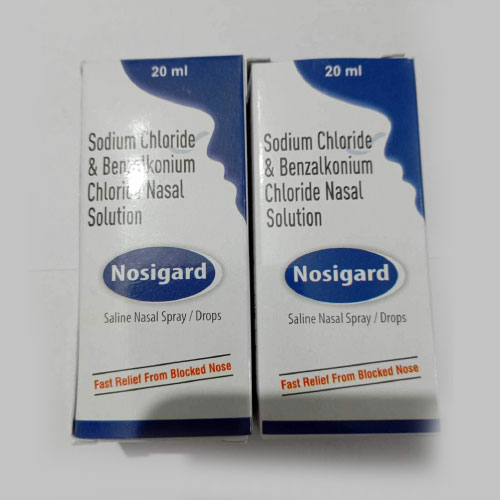 20 ml
Sodium Chloride
& Benzalkonium
Chloride Nasal
Solution
Nosigard
Saline Nasal Spray / Drops
Fast Relief From Blocked Nose
20 ml
Sodium Chloride
& Benzalkonium
Chloride Nasal
Solution
Nosigard
Saline Nasal Spray / Drops
Fast Relief From Blocked Nose